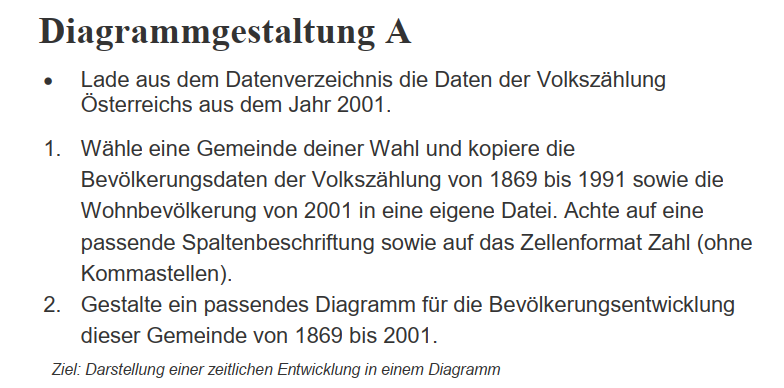 Diagrammgestaltung A
• Lade aus dem Datenverzeichnis die Daten der Volkszählung
Österreichs aus dem Jahr 2001.
1. Wähle eine Gemeinde deiner Wahl und kopiere die
Bevölkerungsdaten der Volkszählung von 1869 bis 1991 sowie die
Wohnbevölkerung von 2001 in eine eigene Datei. Achte auf eine
passende Spaltenbeschriftung sowie auf das Zellenformat Zahl (ohne
Kommastellen).
2. Gestalte ein passendes Diagramm für die Bevölkerungsentwicklung
dieser Gemeinde von 1869 bis 2001.
Ziel: Darstellung einer zeitlichen Entwicklung in einem Diagramm